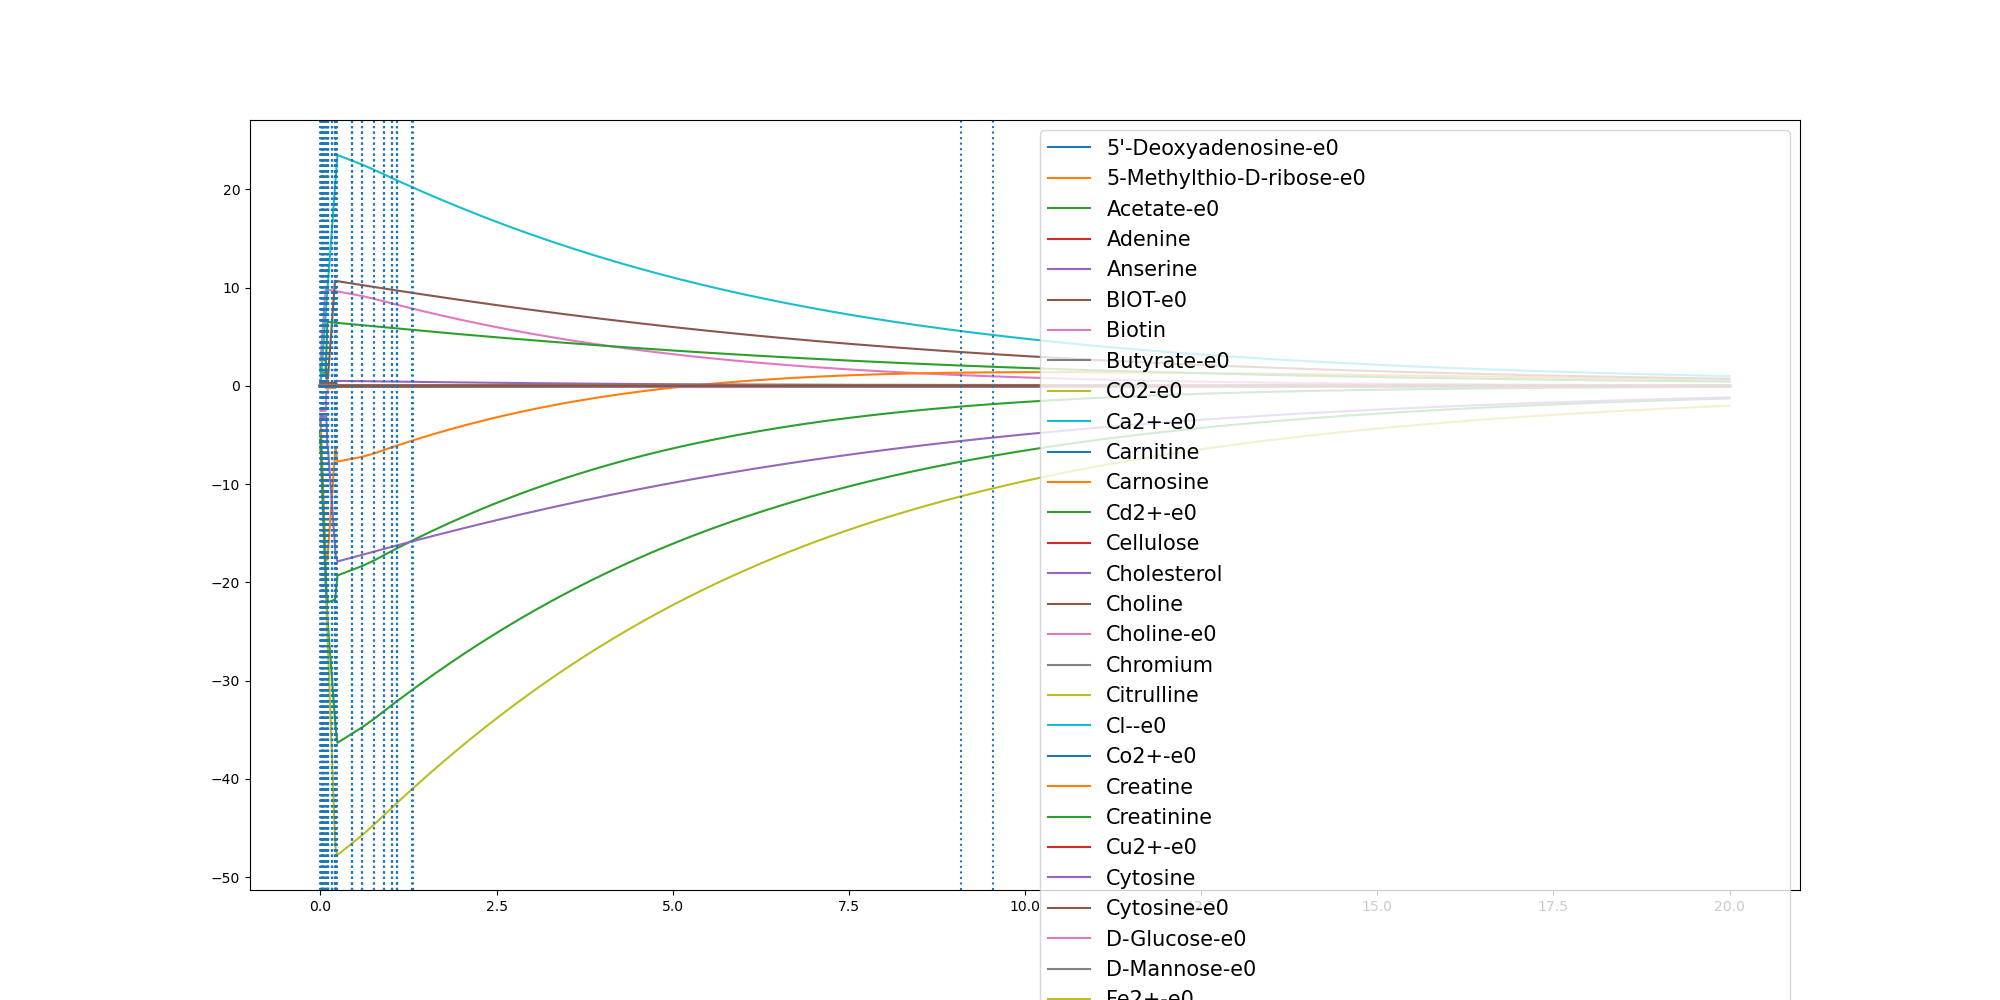 20
10
0
−10
−20
−30
−40
−50
0.0 2.5 5.0 7.5 10.0 15.0 17.5 20.0
5'-Deoxyadenosine-e0
5-Methylthio-D-ribose-e0
Acetate-e0
Adenine
Anserine
BIOT-e0
Biotin
Butyrate-e0
CO2-e0
Ca2+-e0
Carnitine
Carnosine
Cd2+-e0
Cellulose
Cholesterol
Choline
Choline-e0
Chromium
Citrulline
Cl--e0
Co2+-e0
Creatine
Creatinine
Cu2+-e0
Cytosine
Cytosine-e0
D-Glucose-e0
D-Mannose-e0
Fe2+-e0